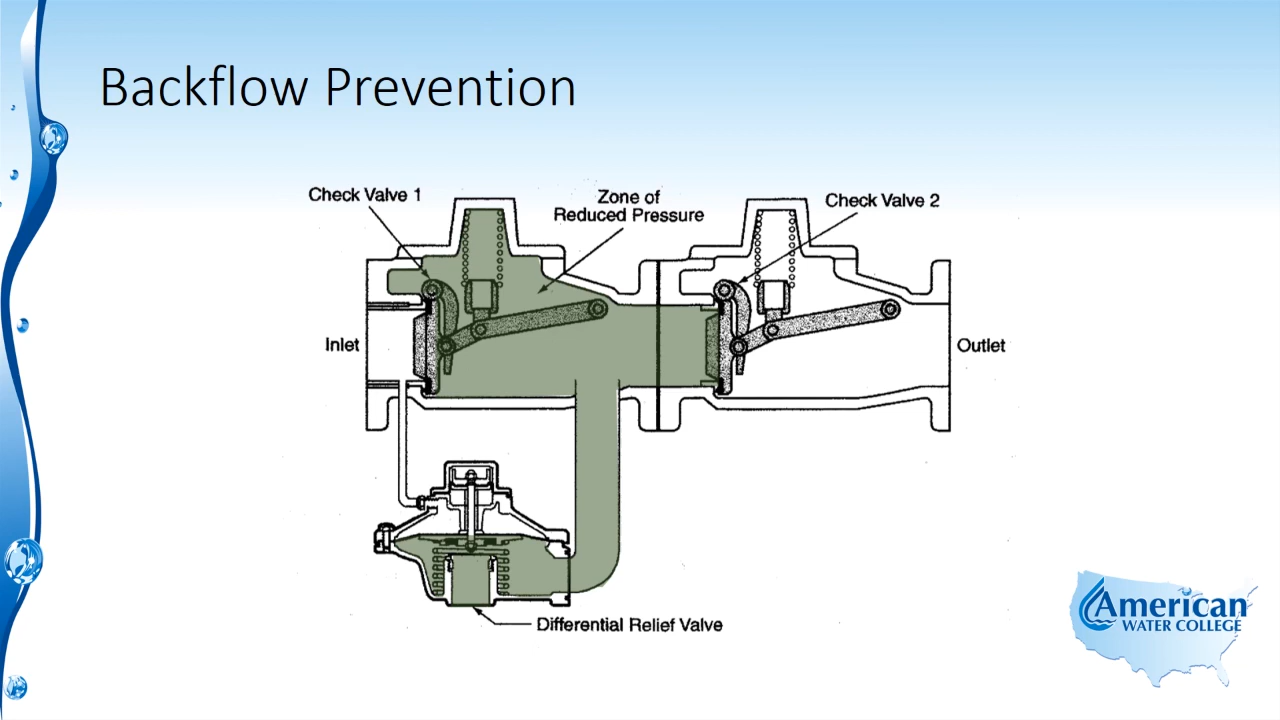 Backflow Prevention
Check Valve 1
Zone of
Reduced Pressure
Check Valve 2
Inlet
Outlet
Differential Relief Valve
American
WATER COLLEGE